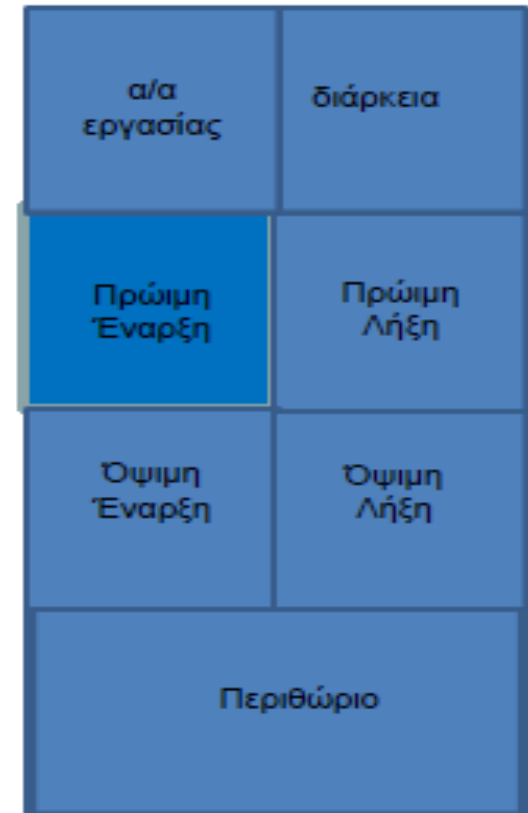 α/α
εργασίας
διάρκεια
Πρώιμη
Έναρξη
Πρώιμη
Λήξη
Όψιμη
Έναρξη
Όψιμη
Λήξη
Περιθώριο